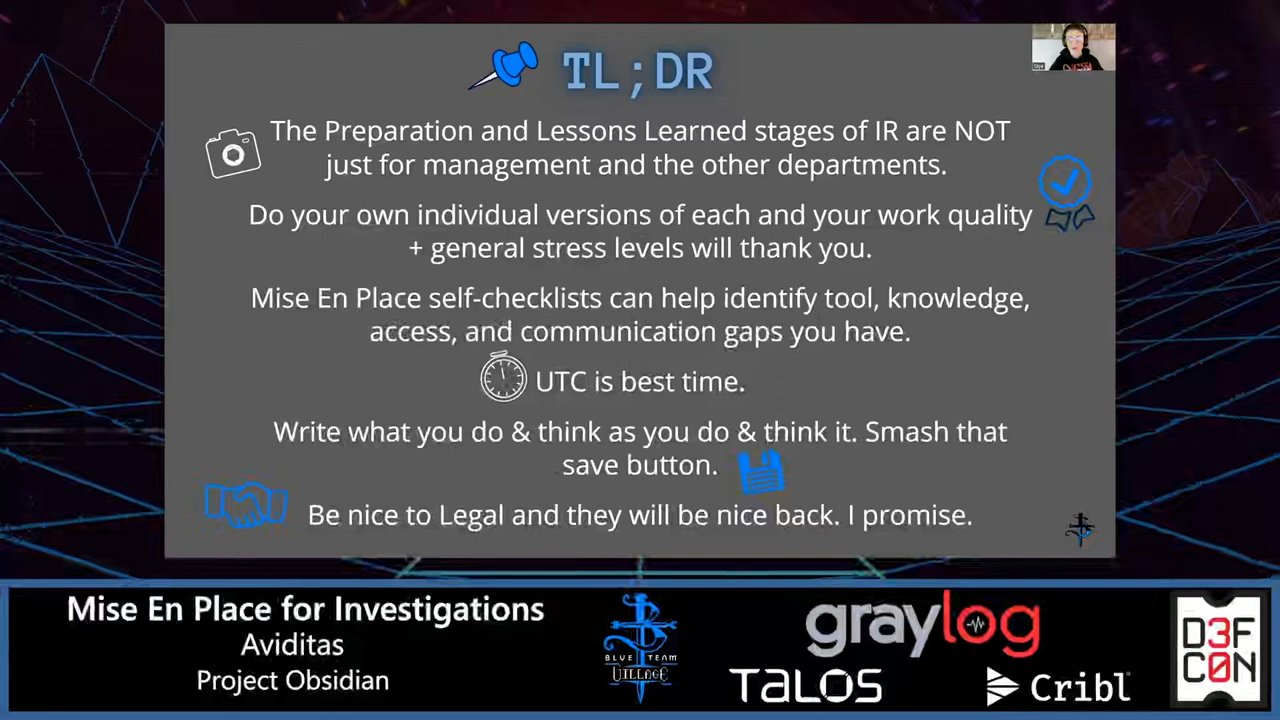 TL;DR
The Preparation and Lessons Learned stages of IR are NOT
just for management and the other departments.
Do your own individual versions of each and your work quality
+ general stress levels will thank you.
Mise En Place self-checklists can help identify tool, knowledge,
access, and communication gaps you have.
UTC is best time.
Write what you do & think as you do & think it. Smash that
save button.
Be nice to Legal and they will be nice back. I promise.
Mise En Place for Investigations
Aviditas
Project Obsidian
BLUE TEAM
VILLAGE
graylog
TALOS
Cribl
D3F
C0N